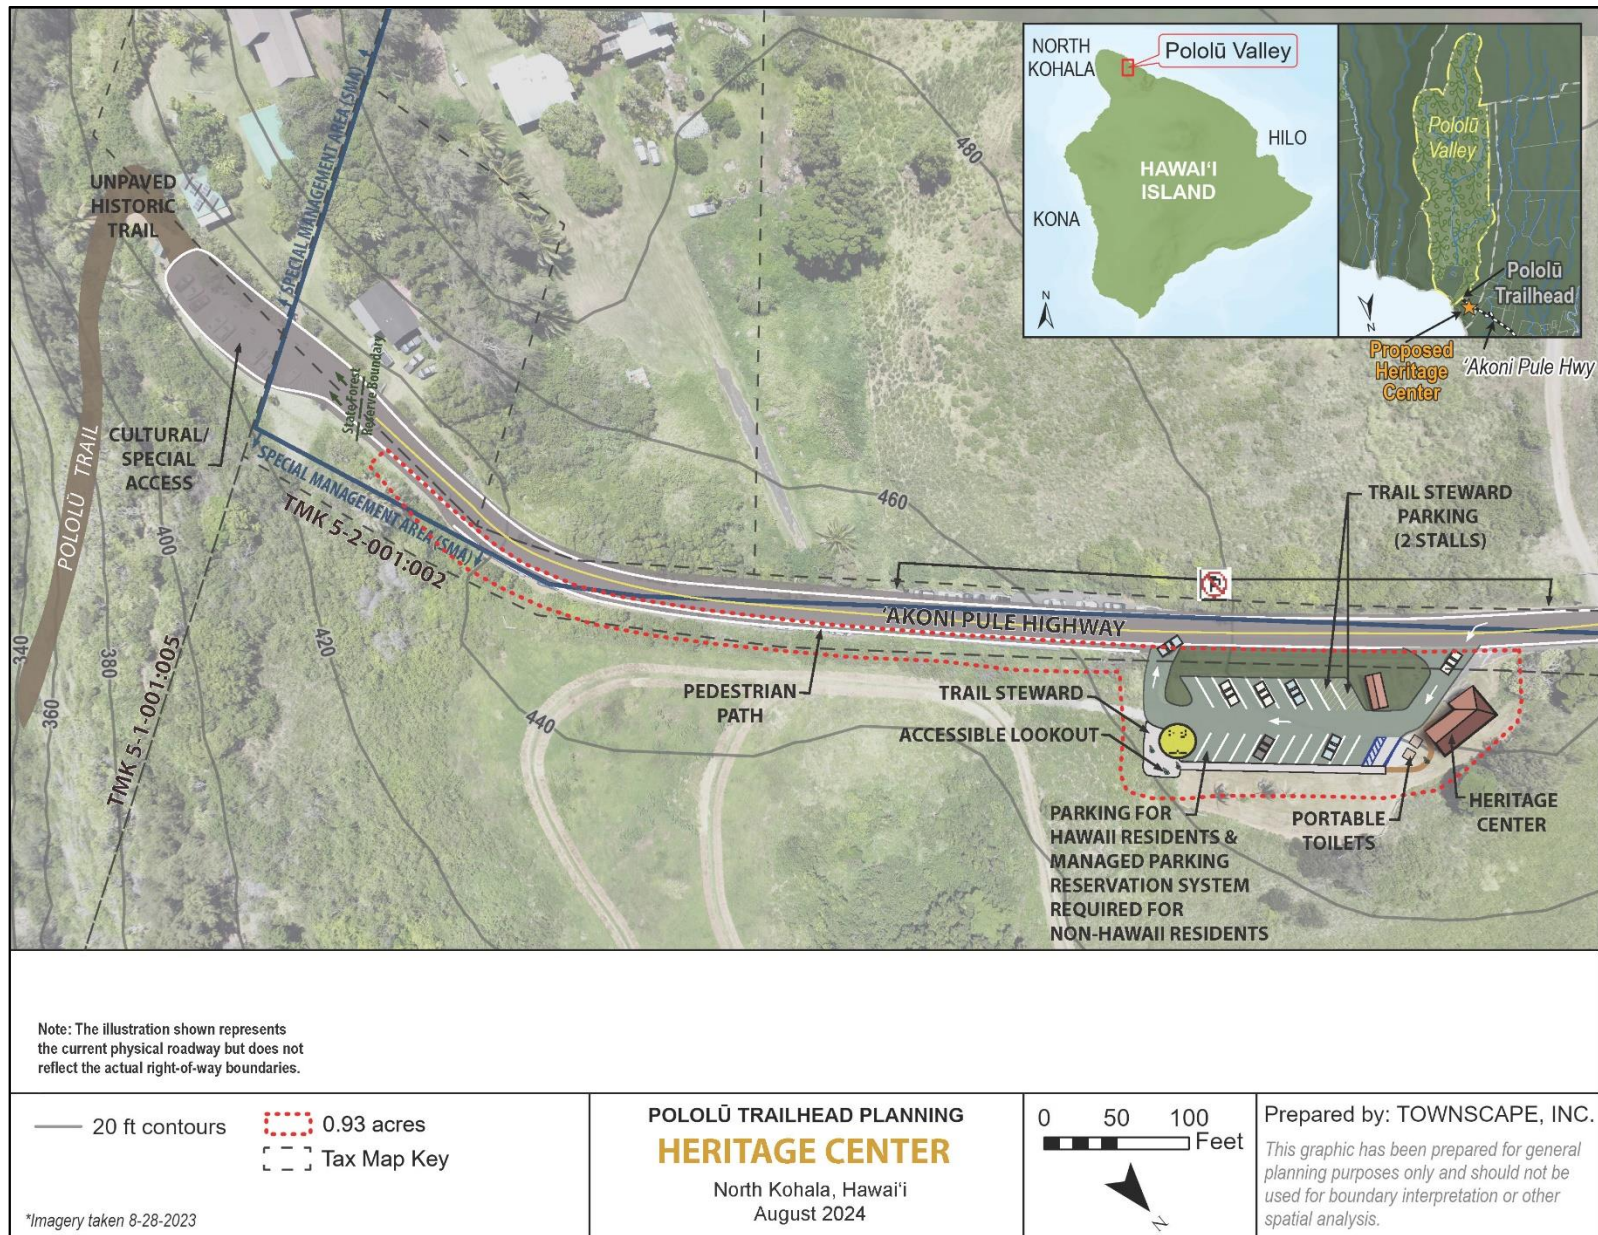 UNPAVED
HISTORIC
TRAIL
SPECIAL MANAGEMENT AREA (SMA)
NORTH
KOHALA
Pololū Valley
HILO
HAWAIʻI
ISLAND
KONA
N
Pololū
Valley
Pololū
Trailhead
N
Proposed
Heritage
Center
ʻAkoni Pule Hwy
480
State Forest
Reserve Boundary
CULTURAL/
SPECIAL
ACCESS
POLOLŪ TRAIL
SPECIAL MANAGEMENT AREA (SMA)
TMK 5-2-001:002
TMK 5-1-001:005
460
TRAIL STEWARD
PARKING
(2 STALLS)
P
ʻAKONI PULE HIGHWAY
340
360
380
400
420
440
PEDESTRIAN
PATH
TRAIL STEWARD
ACCESSIBLE LOOKOUT
PARKING FOR
HAWAII RESIDENTS &
MANAGED PARKING
RESERVATION SYSTEM
REQUIRED FOR
NON-HAWAII RESIDENTS
PORTABLE
TOILETS
HERITAGE
CENTER
Note: The illustration shown represents
the current physical roadway but does not
reflect the actual right-of-way boundaries.
20 ft contours
0.93 acres
Tax Map Key
*Imagery taken 8-28-2023
POLOLŪ TRAILHEAD PLANNING
HERITAGE CENTER
North Kohala, Hawaiʻi
August 2024
0 50 100
Feet
N
Prepared by: TOWNSCAPE, INC.
This graphic has been prepared for general
planning purposes only and should not be
used for boundary interpretation or other
spatial analysis.